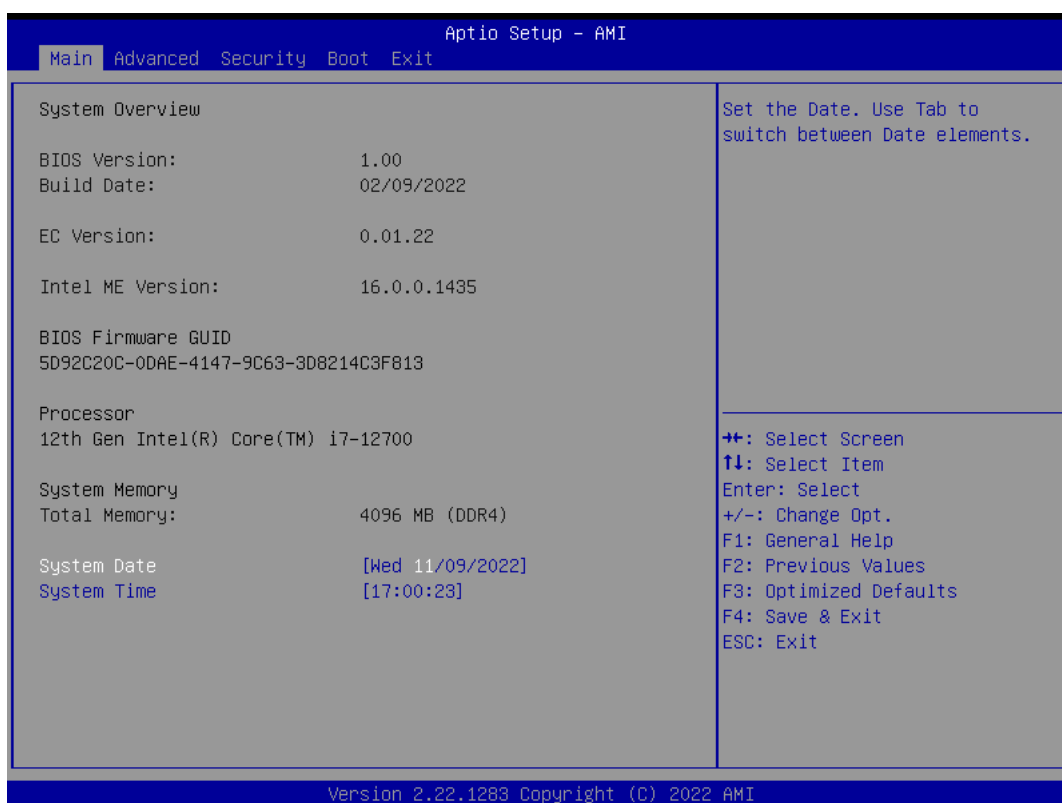 Aptio Setup – AMI
Main Advanced Security Boot Exit
System Overview
BIOS Version: 1.00
Build Date: 02/09/2022
EC Version: 0.01.22
Intel ME Version: 16.0.0.1435
BIOS Firmware GUID
5D92C20C-0DAE-4147-9C63-3D8214C3F813
Processor
12th Gen Intel(R) Core(TM) i7-12700
System Memory
Total Memory: 4096 MB (DDR4)
System Date [Wed 11/09/2022]
System Time [17:00:23]
Set the Date. Use Tab to
switch between Date elements.
→←: Select Screen
↑↓: Select Item
Enter: Select
+/-: Change Opt.
F1: General Help
F2: Previous Values
F3: Optimized Defaults
F4: Save & Exit
ESC: Exit
Version 2.22.1283 Copyright (C) 2022 AMI